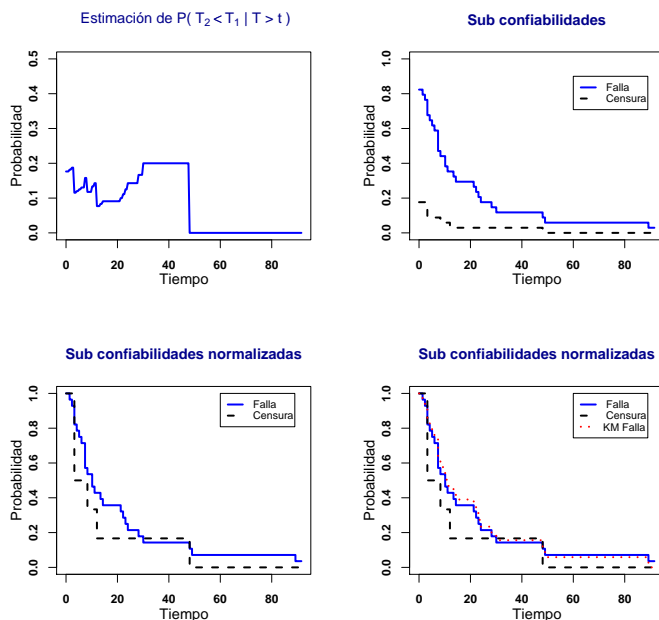 Estimación de P( T2 < T1 | T > t )
Probabilidad
0.0 0.1 0.2 0.3 0.4 0.5
0 20 40 60 80
Tiempo
Sub confiabilidades
Probabilidad
0.0 0.2 0.4 0.6 0.8 1.0
Falla
Censura
0 20 40 60 80
Tiempo
Sub confiabilidades normalizadas
Probabilidad
0.0 0.2 0.4 0.6 0.8 1.0
Falla
Censura
0 20 40 60 80
Tiempo
Sub confiabilidades normalizadas
Probabilidad
0.0 0.2 0.4 0.6 0.8 1.0
Falla
Censura
KM Falla
0 20 40 60 80
Tiempo